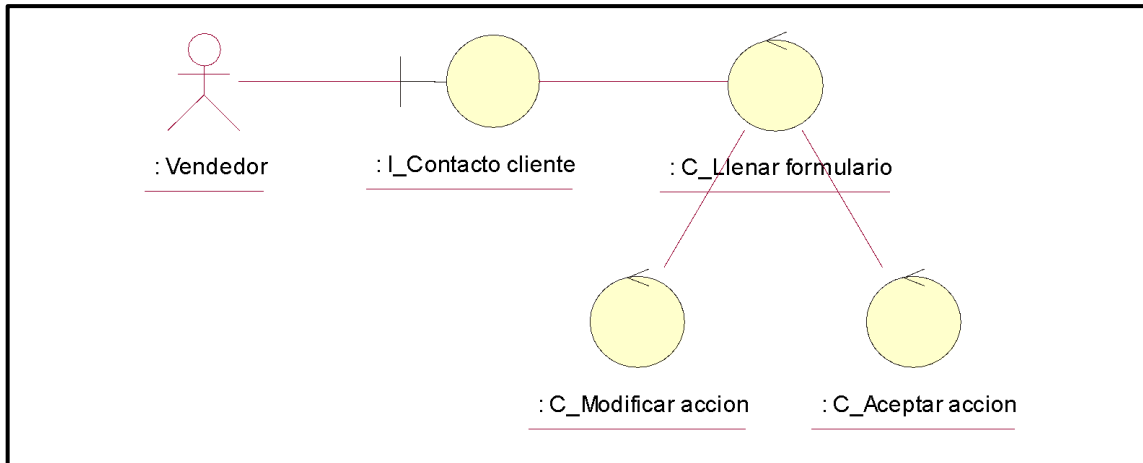 : Vendedor
: I_Contacto cliente
: C_Llenar formulario
: C_Modificar accion
: C_Aceptar accion